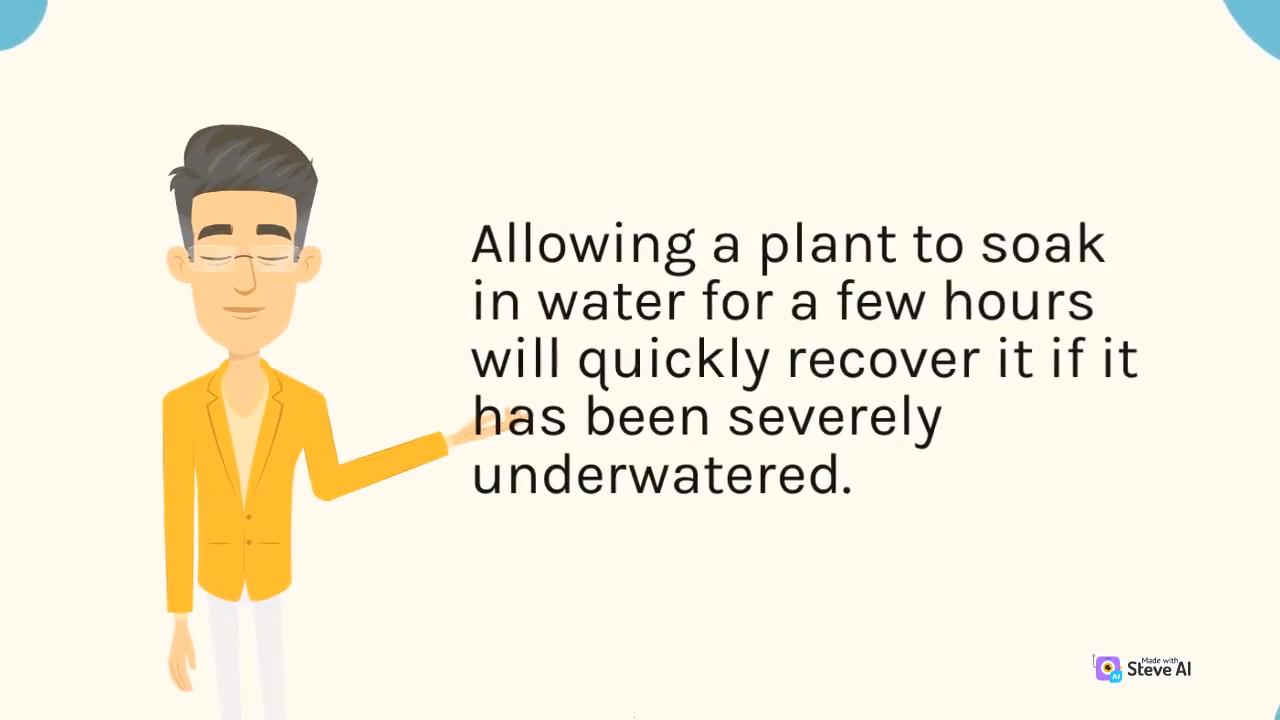 Allowing a plant to soak
in water for a few hours
will quickly recover it if it
has been severely
underwatered.
Made with
Steve AI
AI